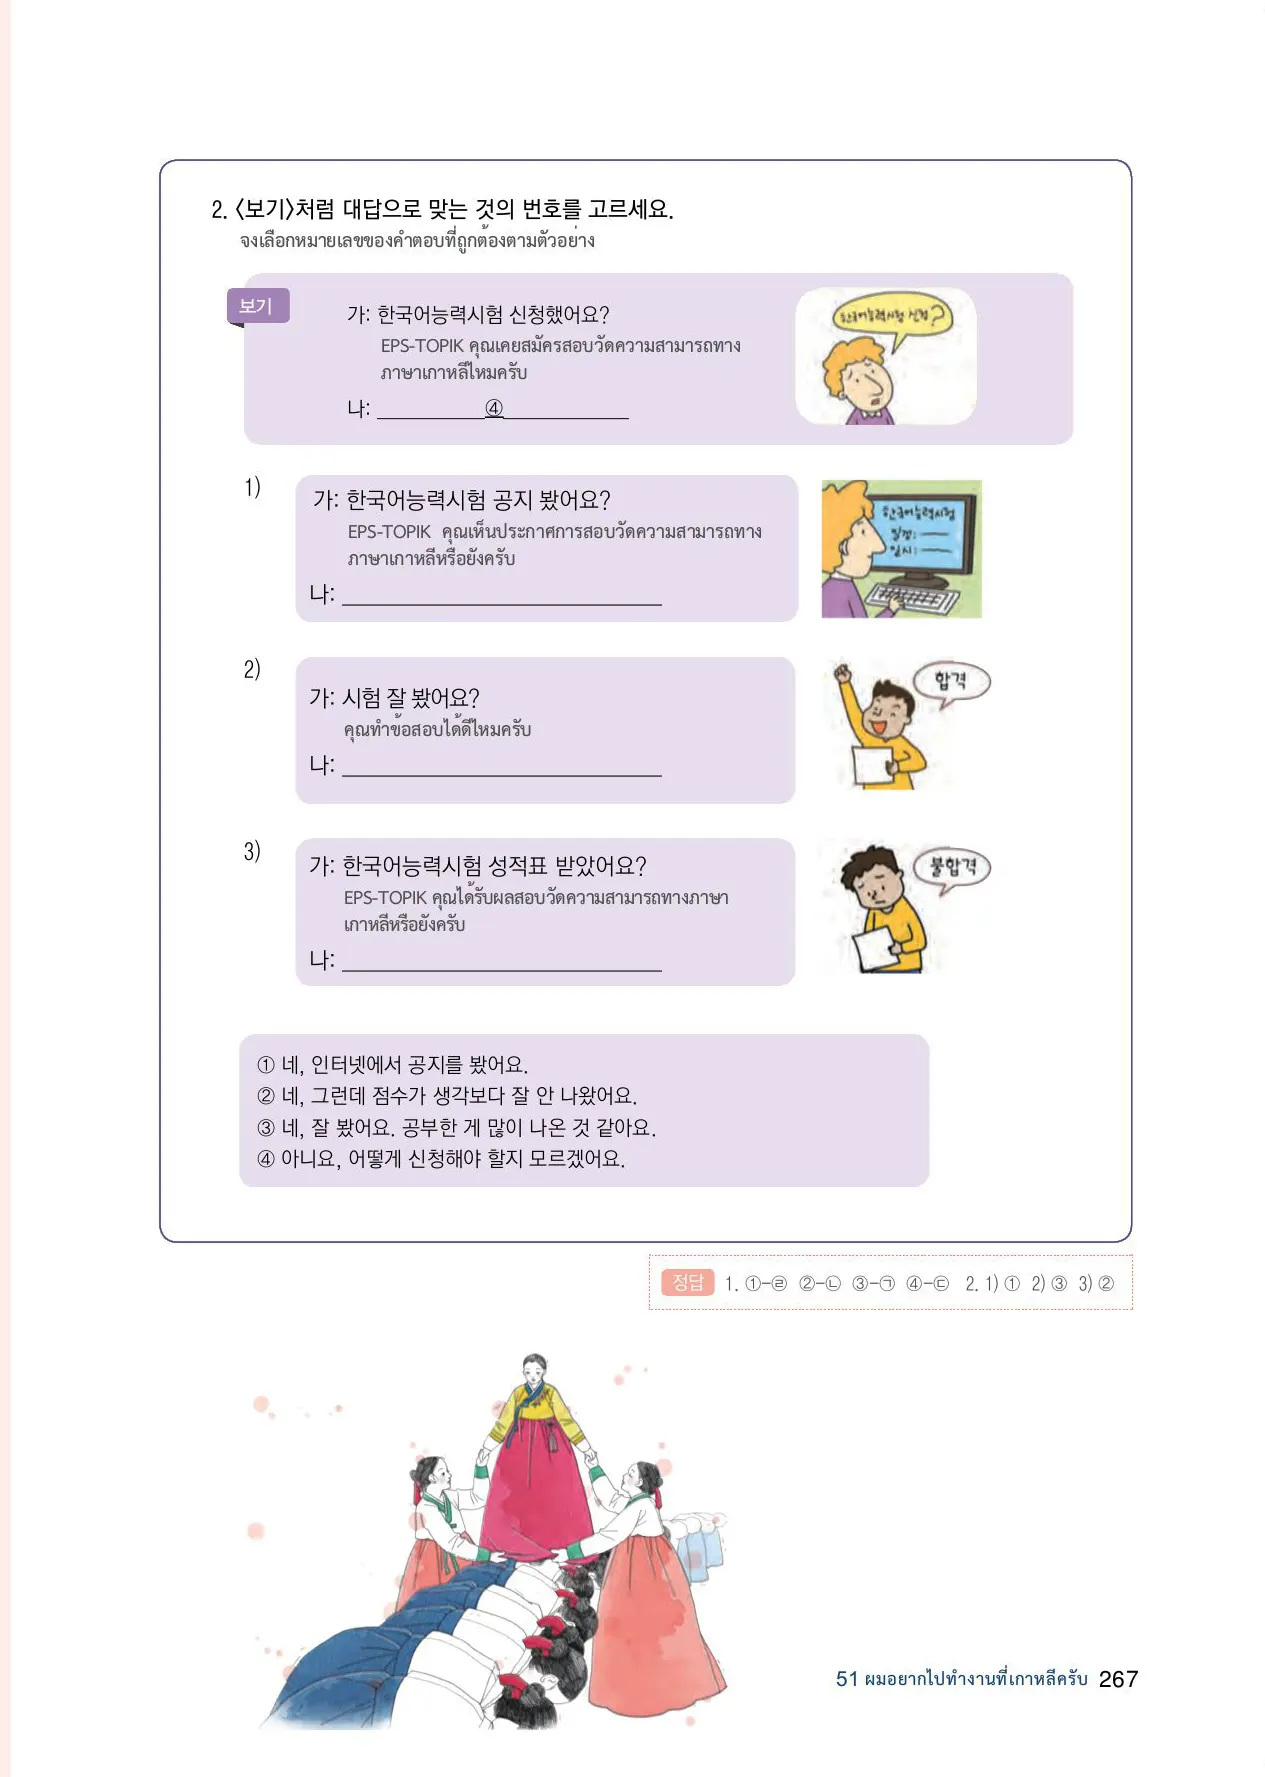 2. 〈보기〉처럼 대답으로 맞는 것의 번호를 고르세요.
จงเลือกหมายเลขของคำตอบที่ถูกต้องตามตัวอย่าง
보기
가: 한국어능력시험 신청했어요?
EPS-TOPIK คุณเคยสมัครสอบวัดความสามารถทาง
ภาษาเกาหลีไหมครับ
나: ④
한국어능력시험 신청?
1)
가: 한국어능력시험 공지 봤어요?
EPS-TOPIK คุณเห็นประกาศการสอบวัดความสามารถทาง
ภาษาเกาหลีหรือยังครับ
나:
한국어능력시험
일정:
일시:
2)
가: 시험 잘 봤어요?
คุณทำข้อสอบได้ดีไหมครับ
나:
합격
3)
가: 한국어능력시험 성적표 받았어요?
EPS-TOPIK คุณได้รับผลสอบวัดความสามารถทางภาษา
เกาหลีหรือยังครับ
나:
불합격
① 네, 인터넷에서 공지를 봤어요.
② 네, 그런데 점수가 생각보다 잘 안 나왔어요.
③ 네, 잘 봤어요. 공부한 게 많이 나온 것 같아요.
④ 아니요, 어떻게 신청해야 할지 모르겠어요.
정답 1. ①-㉣ ②-㉡ ③-㉠ ④-㉢ 2. 1) ① 2) ③ 3) ②
51 ผมอยากไปทำงานที่เกาหลีครับ 267